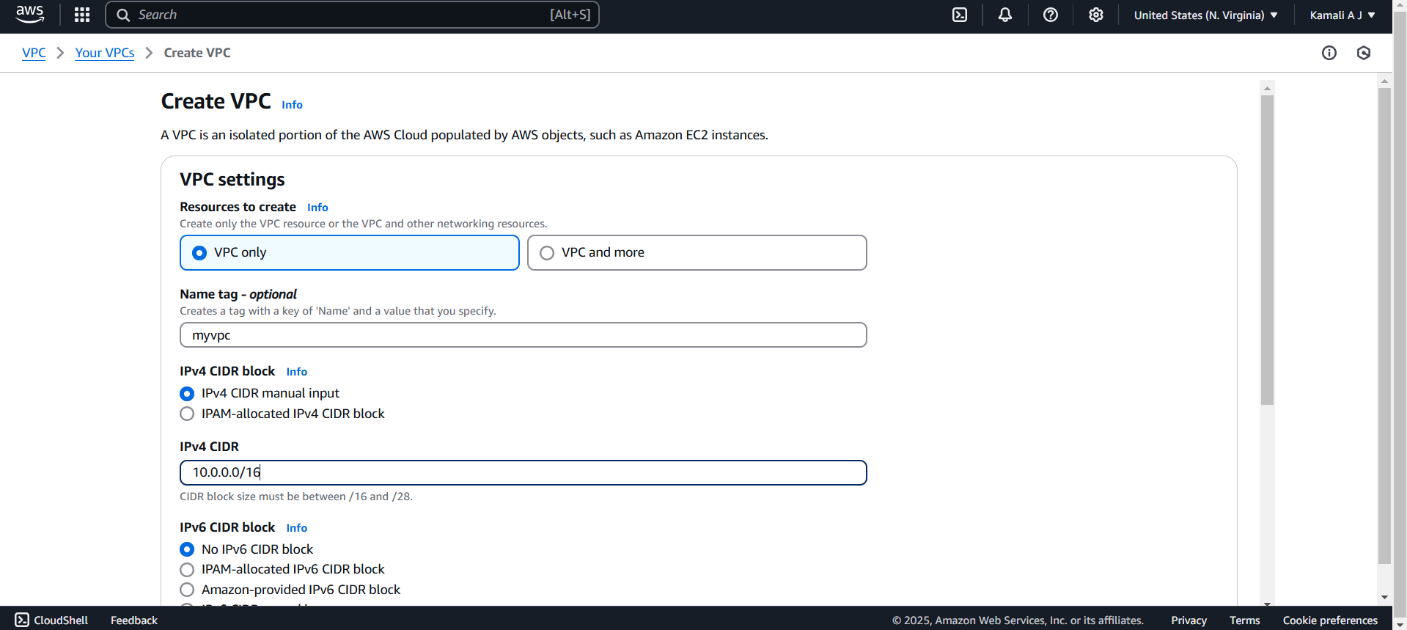 aws
Search [Alt+S]
United States (N. Virginia)
Kamali A J
VPC
Your VPCs
Create VPC
Create VPC Info
A VPC is an isolated portion of the AWS Cloud populated by AWS objects, such as Amazon EC2 instances.
VPC settings
Resources to create Info
Create only the VPC resource or the VPC and other networking resources.
VPC only
VPC and more
Name tag - optional
Creates a tag with a key of 'Name' and a value that you specify.
myvpc
IPv4 CIDR block Info
IPv4 CIDR manual input
IPAM-allocated IPv4 CIDR block
IPv4 CIDR
10.0.0.0/16
CIDR block size must be between /16 and /28.
IPv6 CIDR block Info
No IPv6 CIDR block
IPAM-allocated IPv6 CIDR block
Amazon-provided IPv6 CIDR block
CloudShell
Feedback
© 2025, Amazon Web Services, Inc. or its affiliates.
Privacy
Terms
Cookie preferences